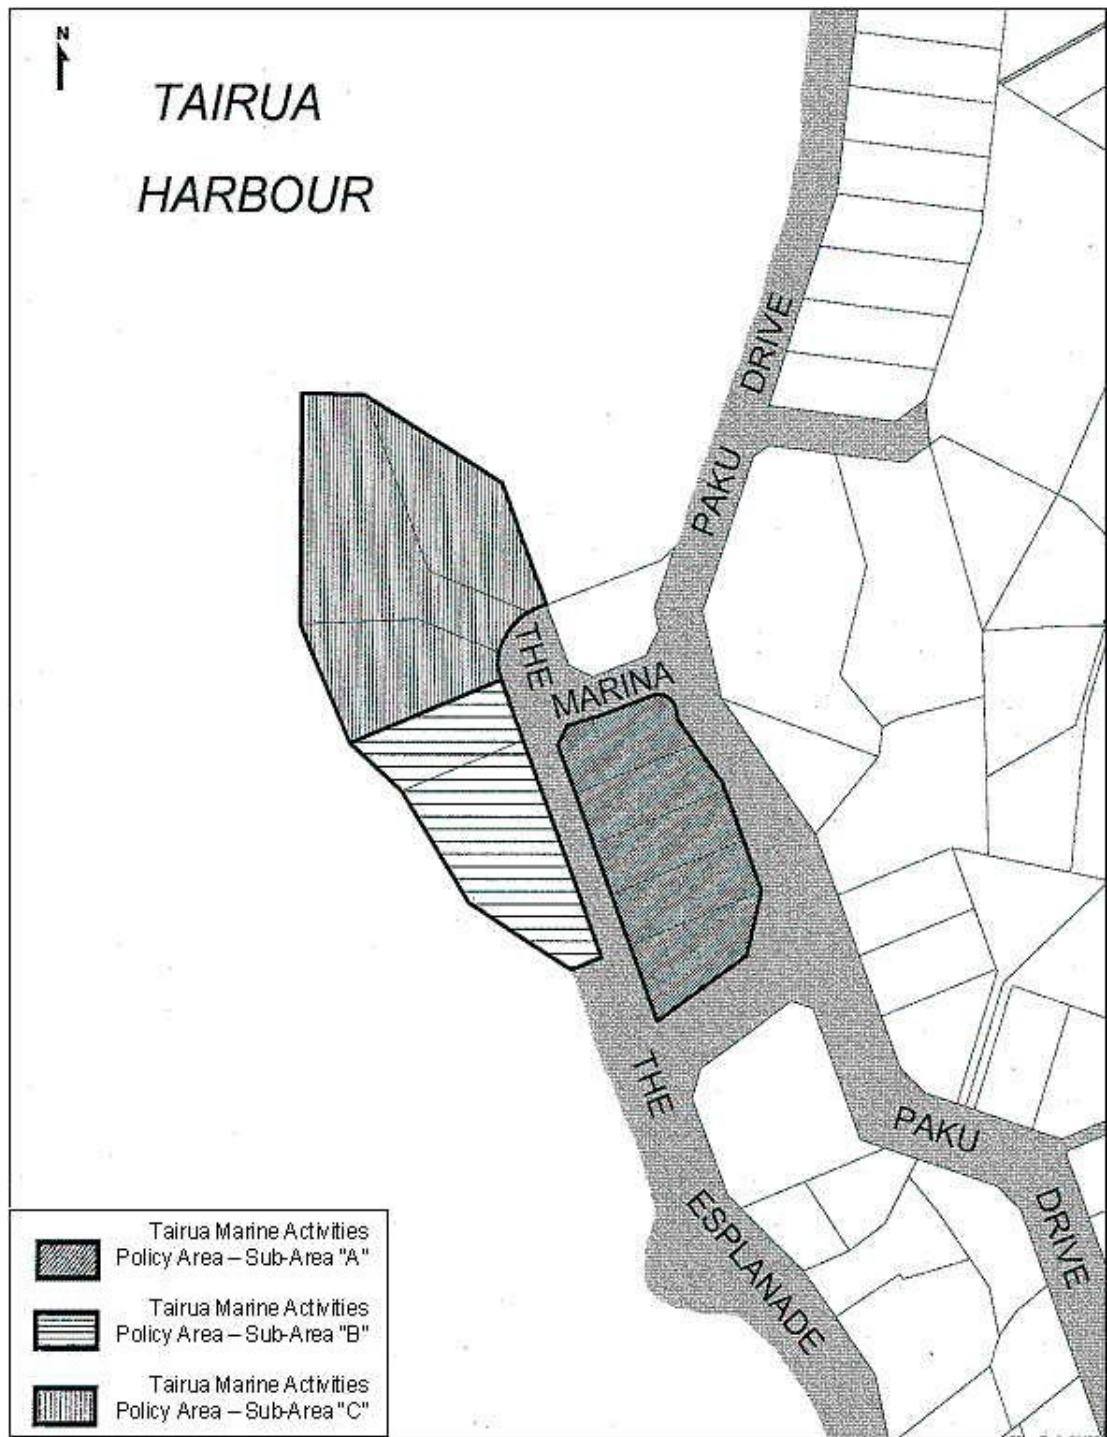 N
TAIRUA
HARBOUR
PAKU DRIVE
THE MARINA
THE ESPLANADE
PAKU DRIVE
Tairua Marine Activities
Policy Area – Sub-Area "A"
Tairua Marine Activities
Policy Area – Sub-Area "B"
Tairua Marine Activities
Policy Area – Sub-Area "C"